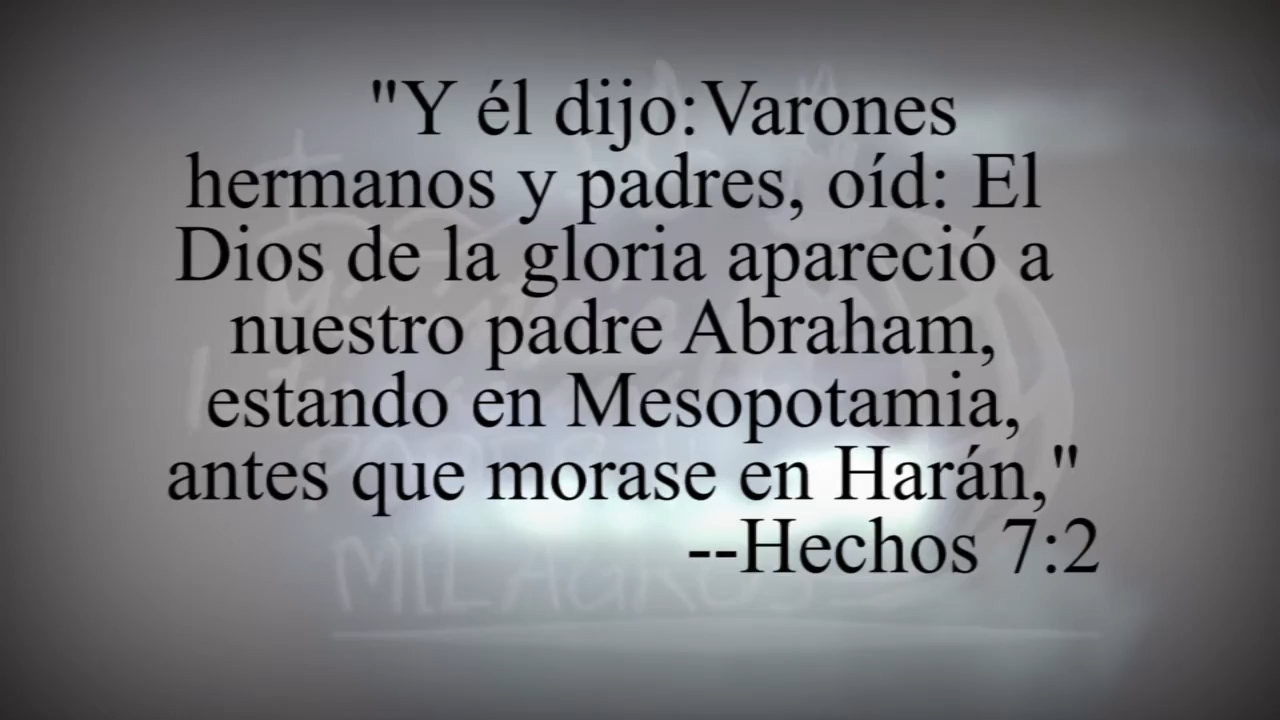 "Y él dijo:Varones
hermanos y padres, oíd: El
Dios de la gloria apareció a
nuestro padre Abraham,
estando en Mesopotamia,
antes que morase en Harán,"
--Hechos 7:2
MILAGROS